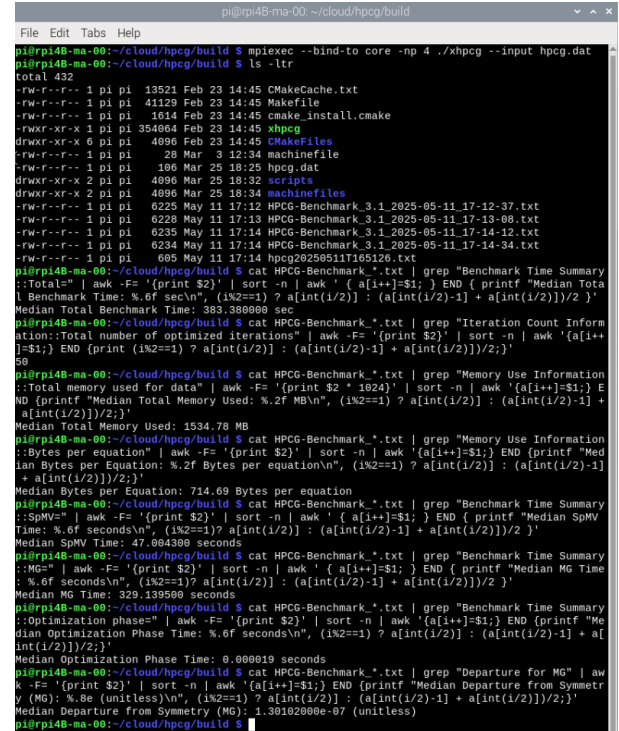 pi@rpi4B-ma-00: ~/cloud/hpcg/build
File Edit Tabs Help
pi@rpi4B-ma-00:~/cloud/hpcg/build $ mpiexec --bind-to core -np 4 ./xhpcg --input hpcg.dat
pi@rpi4B-ma-00:~/cloud/hpcg/build $ ls -ltr
total 432
-rw-r--r-- 1 pi pi 13521 Feb 23 14:45 CMakeCache.txt
-rw-r--r-- 1 pi pi 41129 Feb 23 14:45 Makefile
-rw-r--r-- 1 pi pi 1614 Feb 23 14:45 cmake_install.cmake
-rwxr-xr-x 1 pi pi 354064 Feb 23 14:45 xhpcg
drwxr-xr-x 6 pi pi 4096 Feb 23 14:45 CMakeFiles
-rw-r--r-- 1 pi pi 28 Mar 3 12:34 machinefile
-rw-r--r-- 1 pi pi 106 Mar 25 18:25 hpcg.dat
drwxr-xr-x 2 pi pi 4096 Mar 25 18:32 scripts
drwxr-xr-x 2 pi pi 4096 Mar 25 18:34 machinefiles
-rw-r--r-- 1 pi pi 6225 May 11 17:12 HPCG-Benchmark_3.1_2025-05-11_17-12-37.txt
-rw-r--r-- 1 pi pi 6228 May 11 17:13 HPCG-Benchmark_3.1_2025-05-11_17-13-08.txt
-rw-r--r-- 1 pi pi 6235 May 11 17:14 HPCG-Benchmark_3.1_2025-05-11_17-14-12.txt
-rw-r--r-- 1 pi pi 6234 May 11 17:14 HPCG-Benchmark_3.1_2025-05-11_17-14-34.txt
-rw-r--r-- 1 pi pi 605 May 11 17:14 hpcg20250511T165126.txt
pi@rpi4B-ma-00:~/cloud/hpcg/build $ cat HPCG-Benchmark_*.txt | grep "Benchmark Time Summary
::Total=" | awk -F= '{print $2}' | sort -n | awk ' { a[i++]=$1; } END { printf "Median Tota
l Benchmark Time: %.6f sec\n", (i%2==1) ? a[int(i/2)] : (a[int(i/2)-1] + a[int(i/2)])/2 }'
Median Total Benchmark Time: 383.380000 sec
pi@rpi4B-ma-00:~/cloud/hpcg/build $ cat HPCG-Benchmark_*.txt | grep "Iteration Count Inform
ation::Total number of optimized iterations" | awk -F= '{print $2}' | sort -n | awk '{a[i++
]=$1;} END {print (i%2==1) ? a[int(i/2)] : (a[int(i/2)-1] + a[int(i/2)])/2;}'
50
pi@rpi4B-ma-00:~/cloud/hpcg/build $ cat HPCG-Benchmark_*.txt | grep "Memory Use Information
::Total memory used for data" | awk -F= '{print $2 * 1024}' | sort -n | awk '{a[i++]=$1;} E
ND {printf "Median Total Memory Used: %.2f MB\n", (i%2==1) ? a[int(i/2)] : (a[int(i/2)-1] +
 a[int(i/2)])/2;}'
Median Total Memory Used: 1534.78 MB
pi@rpi4B-ma-00:~/cloud/hpcg/build $ cat HPCG-Benchmark_*.txt | grep "Memory Use Information
::Bytes per equation" | awk -F= '{print $2}' | sort -n | awk '{a[i++]=$1;} END {printf "Med
ian Bytes per Equation: %.2f Bytes per equation\n", (i%2==1) ? a[int(i/2)] : (a[int(i/2)-1]
 + a[int(i/2)])/2;}'
Median Bytes per Equation: 714.69 Bytes per equation
pi@rpi4B-ma-00:~/cloud/hpcg/build $ cat HPCG-Benchmark_*.txt | grep "Benchmark Time Summary
::SpMV=" | awk -F= '{print $2}' | sort -n | awk ' { a[i++]=$1; } END { printf "Median SpMV
Time: %.6f seconds\n", (i%2==1)? a[int(i/2)] : (a[int(i/2)-1] + a[int(i/2)])/2 }'
Median SpMV Time: 47.004300 seconds
pi@rpi4B-ma-00:~/cloud/hpcg/build $ cat HPCG-Benchmark_*.txt | grep "Benchmark Time Summary
::MG=" | awk -F= '{print $2}' | sort -n | awk ' { a[i++]=$1; } END { printf "Median MG Time
: %.6f seconds\n", (i%2==1)? a[int(i/2)] : (a[int(i/2)-1] + a[int(i/2)])/2 }'
Median MG Time: 329.139500 seconds
pi@rpi4B-ma-00:~/cloud/hpcg/build $ cat HPCG-Benchmark_*.txt | grep "Benchmark Time Summary
::Optimization phase=" | awk -F= '{print $2}' | sort -n | awk '{a[i++]=$1;} END {printf "Me
dian Optimization Phase Time: %.6f seconds\n", (i%2==1) ? a[int(i/2)] : (a[int(i/2)-1] + a[
int(i/2)])/2;}'
Median Optimization Phase Time: 0.000019 seconds
pi@rpi4B-ma-00:~/cloud/hpcg/build $ cat HPCG-Benchmark_*.txt | grep "Departure for MG" | aw
k -F= '{print $2}' | sort -n | awk '{a[i++]=$1;} END {printf "Median Departure from Symmetr
y (MG): %.8e (unitless)\n", (i%2==1) ? a[int(i/2)] : (a[int(i/2)-1] + a[int(i/2)])/2;}'
Median Departure from Symmetry (MG): 1.30102000e-07 (unitless)
pi@rpi4B-ma-00:~/cloud/hpcg/build $